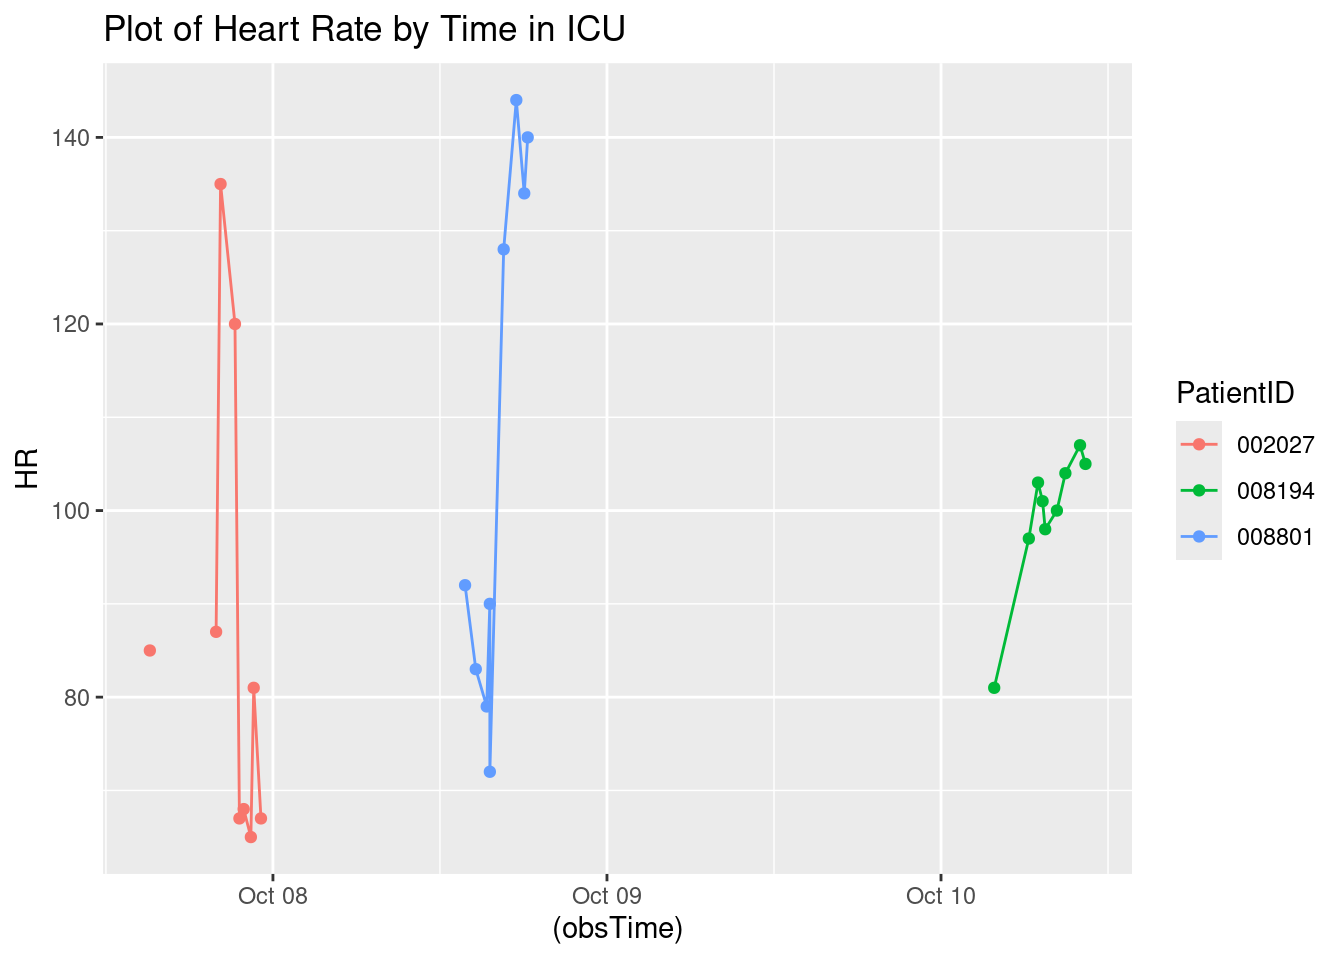 Plot of Heart Rate by Time in ICU
140
120
100
80
HR
Oct 08
Oct 09
Oct 10
(obsTime)
PatientID
002027
008194
008801